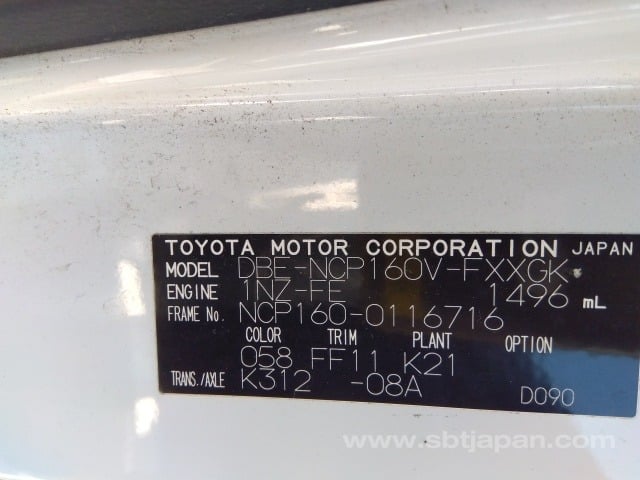 TOYOTA MOTOR CORPORATION JAPAN
MODEL DBE-NCP160V-FXXGK
ENGINE 1NZ-FE 1496 mL
FRAME No. NCP160-0116716
COLOR TRIM PLANT OPTION
058 FF11 K21
TRANS./AXLE K312 -08A D090
www.sbtjapan.com